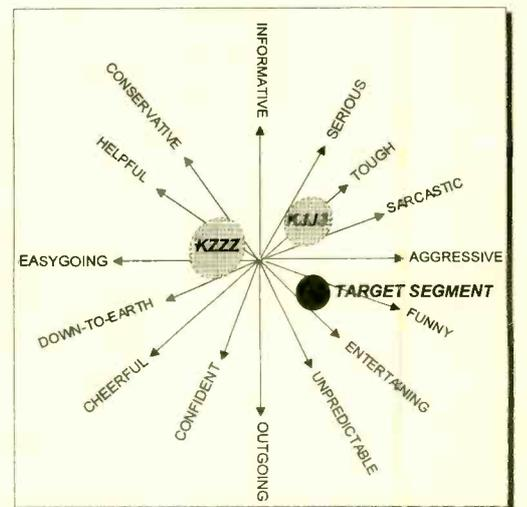 INFORMATIVE
CONSERVATIVE
SERIOUS
HELPFUL
TOUGH
SARCASTIC
KZZZ
EASYGOING
AGGRESSIVE
TARGET SEGMENT
DOWN-TO-EARTH
FUNNY
CHEERFUL
ENTERTAINING
CONFIDENT
UNPREDICTABLE
OUTGOING